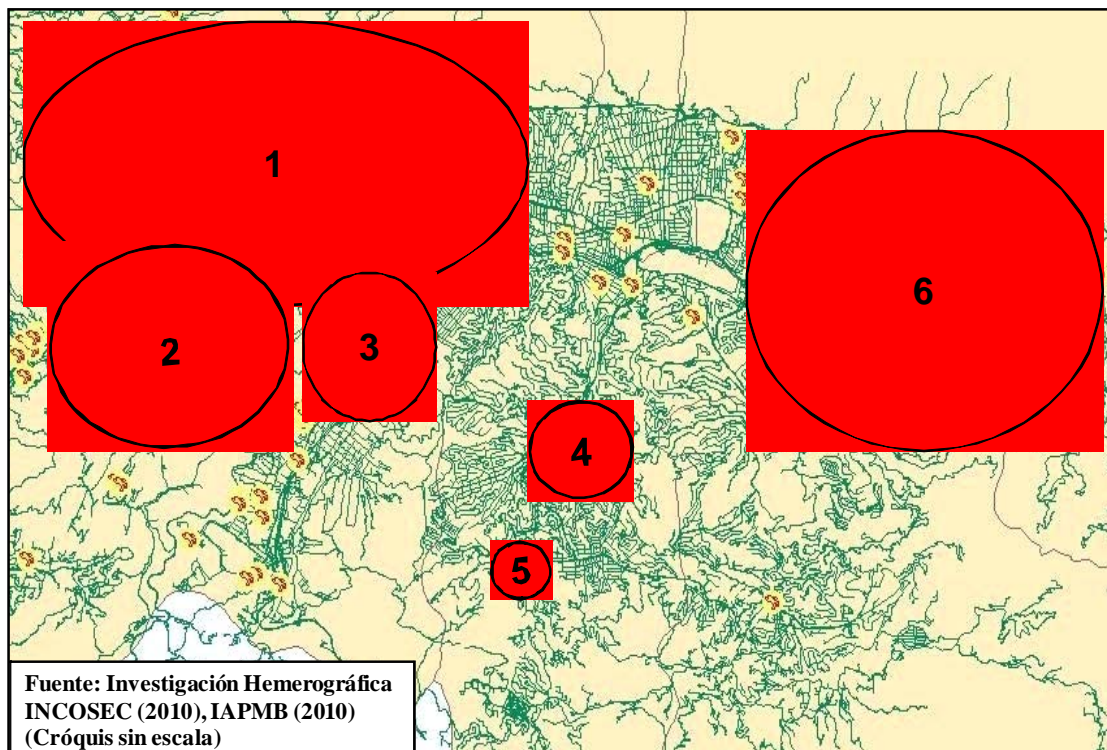 1
2
3
4
5
6
Fuente: Investigación Hemerográfica
INCOSEC (2010), IAPMB (2010)
(Cróquis sin escala)